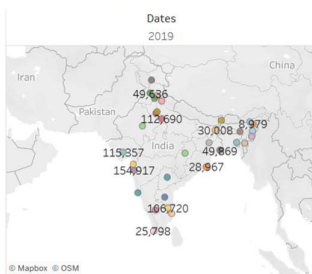 Dates
2019
China
Iran
49,636
Pakistan
112,690
8,979
30,008
India
115,357
49,869
154,917
28,967
106,720
25,798
© Mapbox © OSM